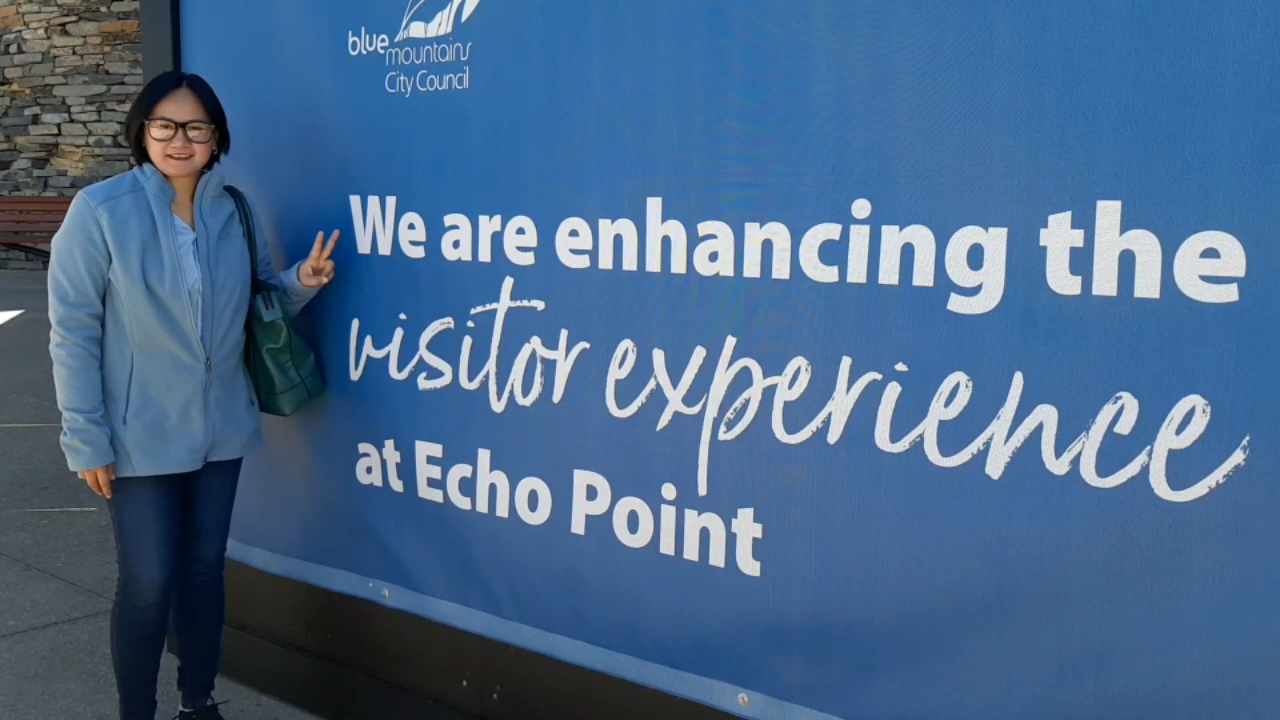 blue
mountains
City Council
We are enhancing the
visitor experience
at Echo Point